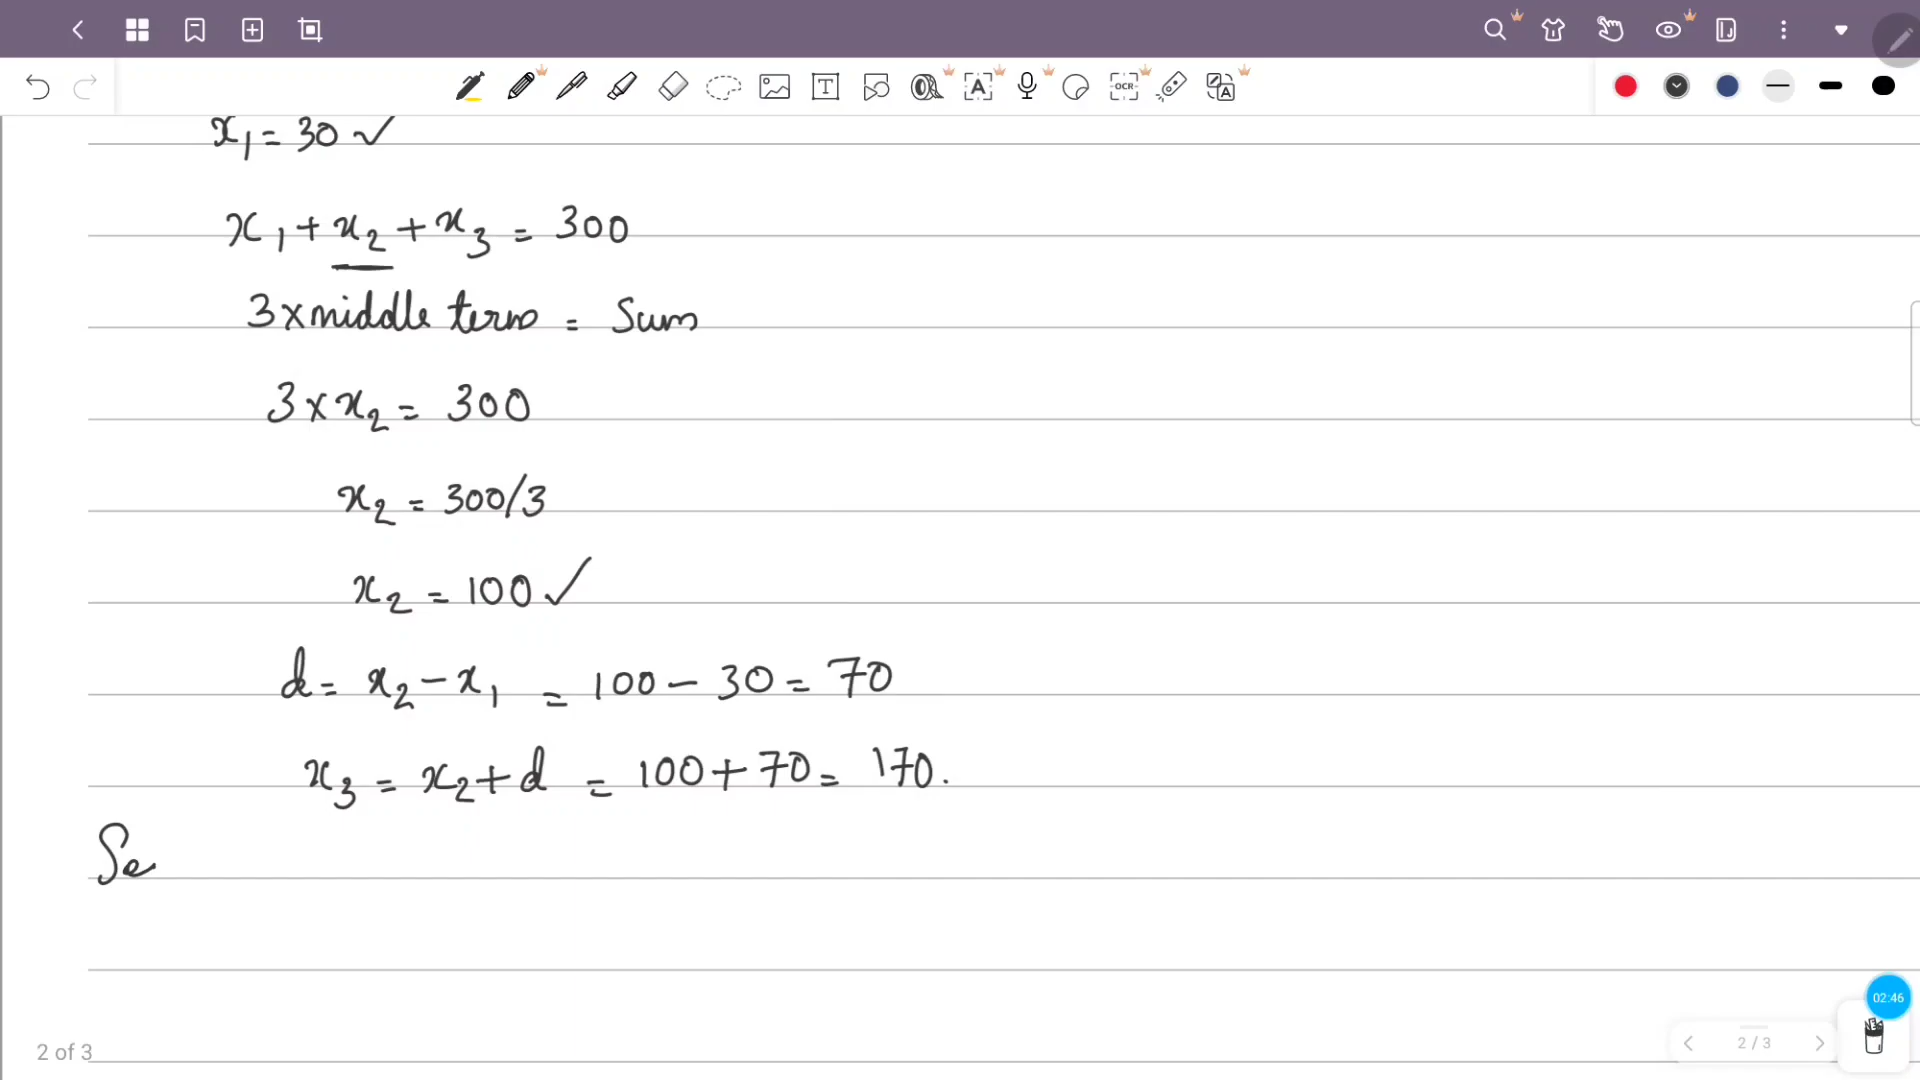 x₁ = 30 ✓
x₁ + x₂ + x₃ = 300
3 × middle term = Sum
3 × x₂ = 300
x₂ = 300/3
x₂ = 100 ✓
d = x₂ - x₁ = 100 - 30 = 70
x₃ = x₂ + d = 100 + 70 = 170.
Se
02:46
2 of 3
2 / 3